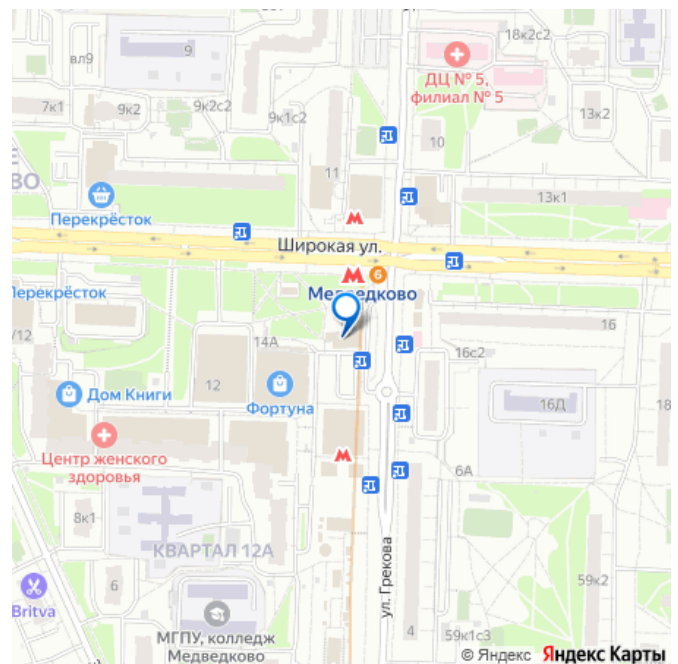 18к2с2
вл9
9
ДЦ № 5,
филиал № 5
7к1
9к2
9к2с2
9к1с2
13к2
10
11
ВО
13к1
Перекрёсток
Широкая ул.
М
М
6
Медведково
Перекрёсток
16
/12
14А
16с2
12
Дом Книги
Фортуна
16Д
18
Центр женского
здоровья
М
6А
8к1
КВАРТАЛ 12А
ул. Грекова
6
59к2
Britva
МГПУ, колледж
Медведково
4
59к1с3
© Яндекс Яндекс Карты